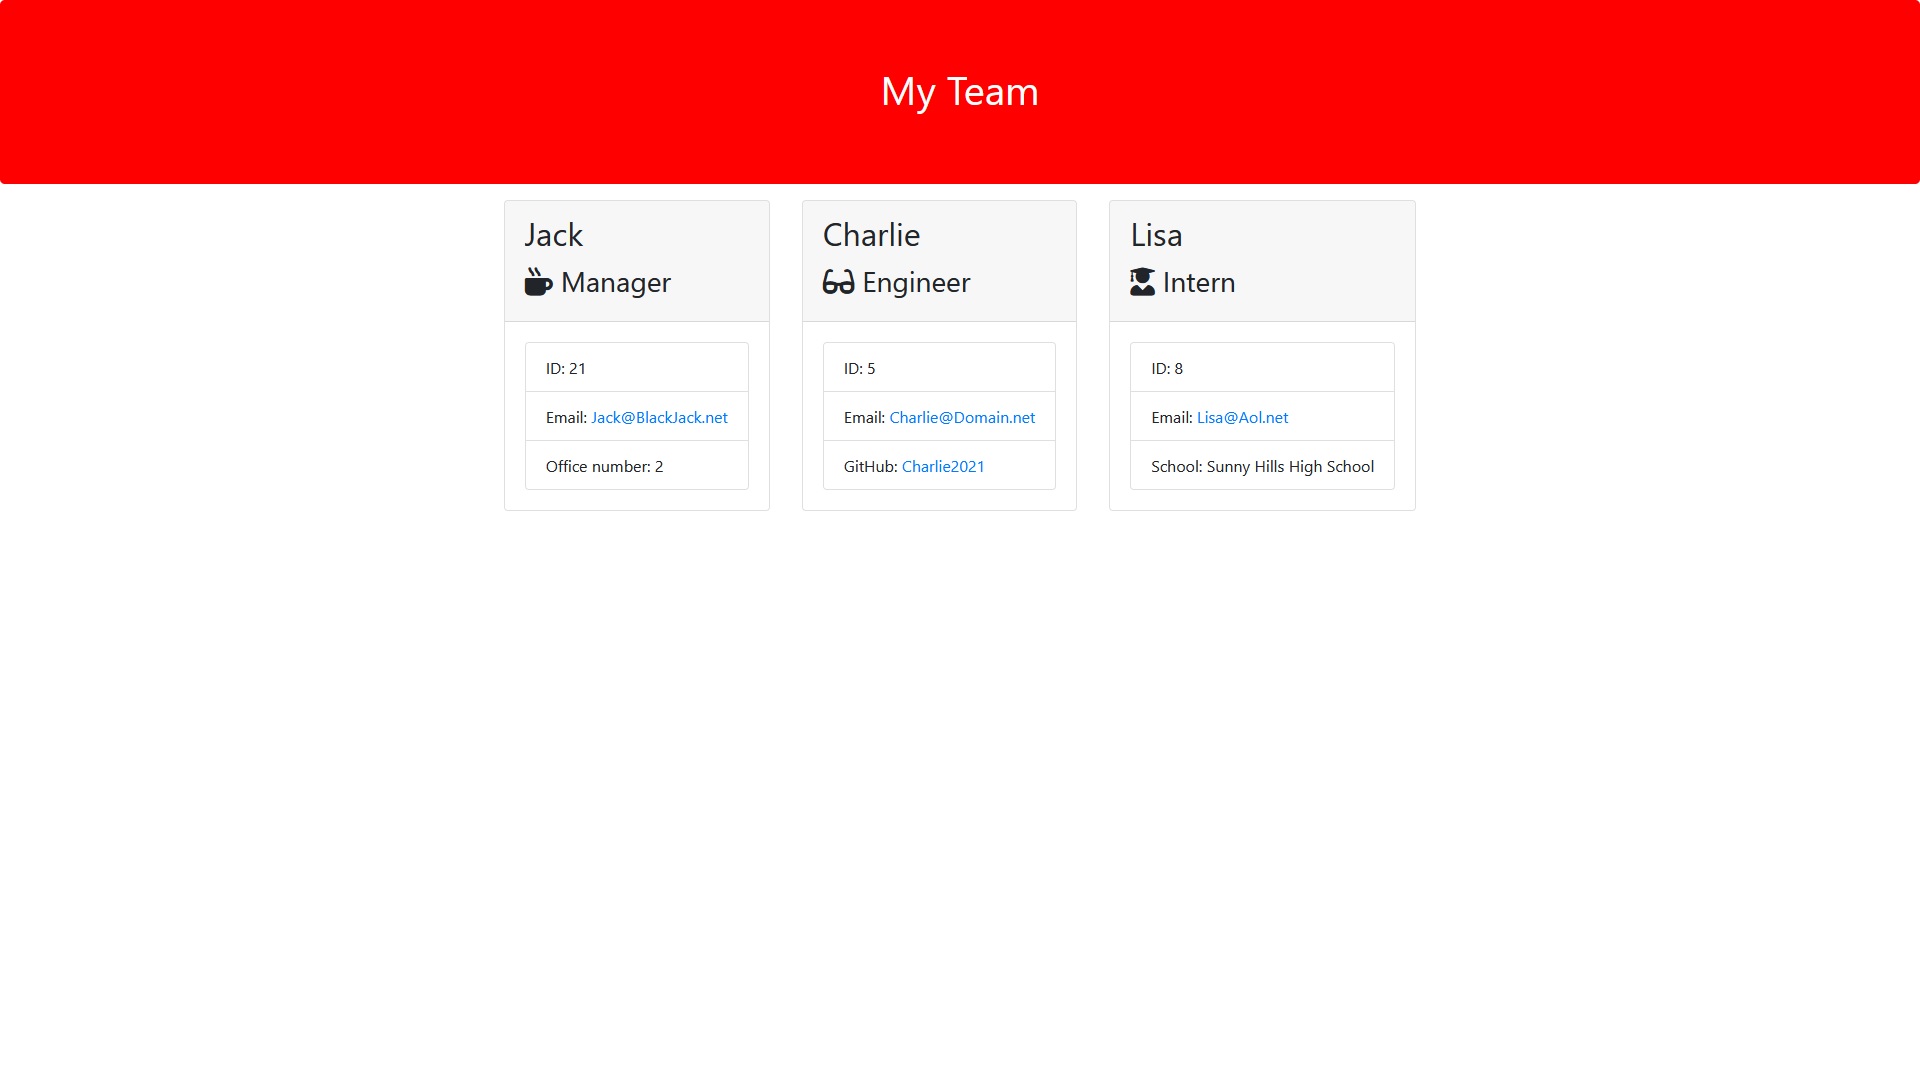 My Team
Jack
Manager
ID: 21
Email: Jack@BlackJack.net
Office number: 2
Charlie
Engineer
ID: 5
Email: Charlie@Domain.net
GitHub: Charlie2021
Lisa
Intern
ID: 8
Email: Lisa@Aol.net
School: Sunny Hills High School